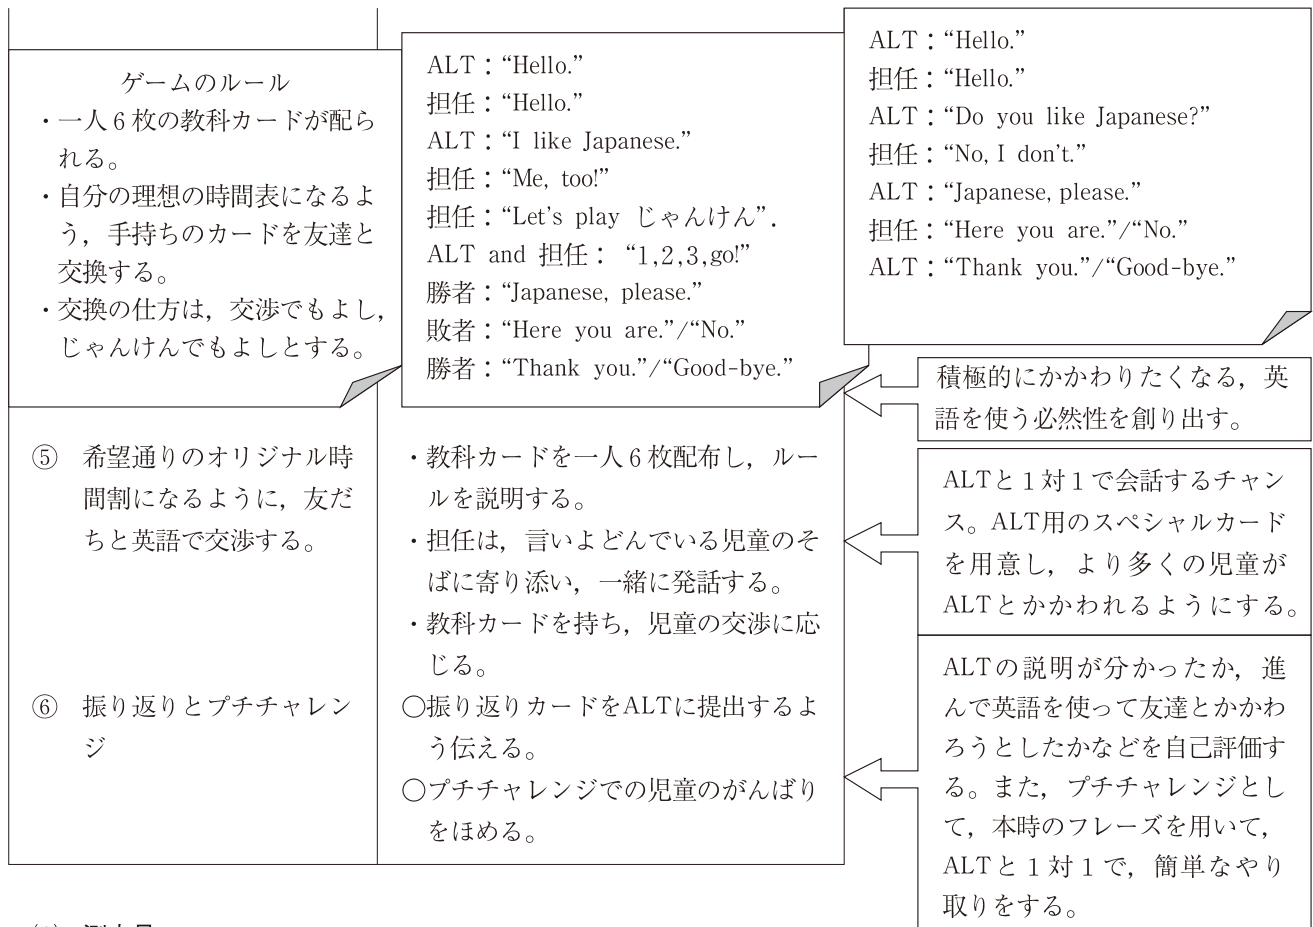 ゲームのルール
・一人6枚の教科カードが配ら
れる。
・自分の理想の時間表になるよ
う，手持ちのカードを友達と
交換する。
・交換の仕方は，交渉でもよし，
じゃんけんでもよしとする。
ALT：“Hello.”
担任：“Hello.”
ALT：“I like Japanese.”
担任：“Me, too!”
担任：“Let's play じゃんけん”.
ALT and 担任： “1,2,3,go!”
勝者：“Japanese, please.”
敗者：“Here you are.”/“No.”
勝者：“Thank you.”/“Good-bye.”
ALT：“Hello.”
担任：“Hello.”
ALT：“Do you like Japanese?”
担任：“No, I don't.”
ALT：“Japanese, please.”
担任：“Here you are.”/“No.”
ALT：“Thank you.”/“Good-bye.”
積極的にかかわりたくなる，英
語を使う必然性を創り出す。
⑤ 希望通りのオリジナル時
間割になるように，友だ
ちと英語で交渉する。
・教科カードを一人6枚配布し，ルー
ルを説明する。
・担任は，言いよどんでいる児童のそ
ばに寄り添い，一緒に発話する。
・教科カードを持ち，児童の交渉に応
じる。
ALTと1対1で会話するチャン
ス。ALT用のスペシャルカード
を用意し，より多くの児童が
ALTとかかわれるようにする。
⑥ 振り返りとプチチャレン
ジ
○振り返りカードをALTに提出するよ
う伝える。
○プチチャレンジでの児童のがんばり
をほめる。
ALTの説明が分かったか，進
んで英語を使って友達とかかわ
ろうとしたかなどを自己評価す
る。また，プチチャレンジとし
て，本時のフレーズを用いて，
ALTと1対1で，簡単なやり
取りをする。